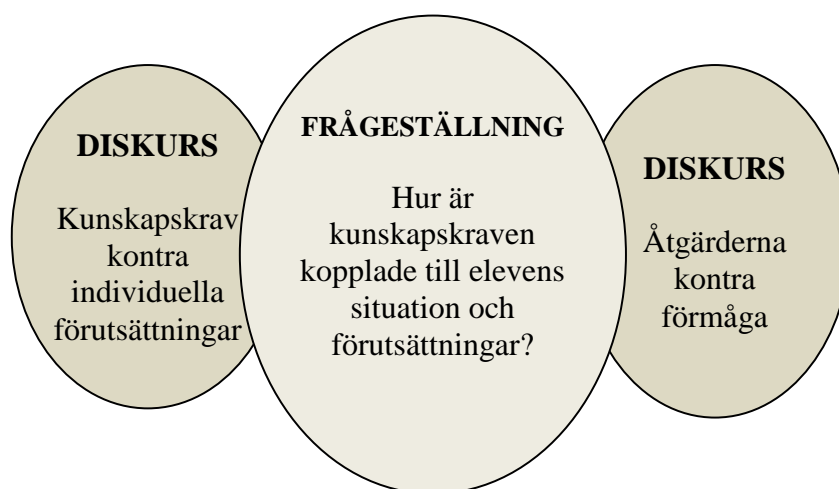 DISKURS
Kunskapskrav
kontra
individuella
förutsättningar
FRÅGESTÄLLNING
Hur är
kunskapskraven
kopplade till elevens
situation och
förutsättningar?
DISKURS
Åtgärderna
kontra
förmåga